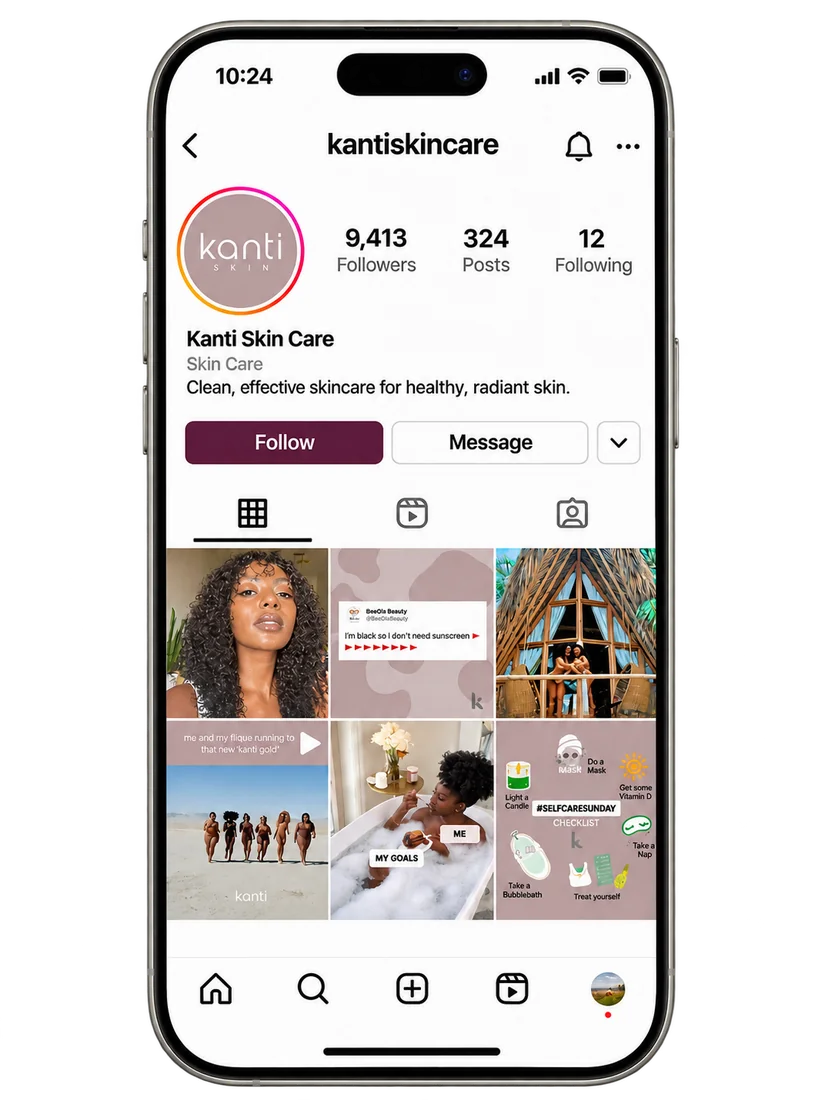 10:24
kantiskincare
kanti
SKIN
9,413
Followers
324
Posts
12
Following
Kanti Skin Care
Skin Care
Clean, effective skincare for healthy, radiant skin.
Follow
Message
BeeOla Beauty
@BeeOlaBeauty
I'm black so I don't need sunscreen
k
me and my flique running to
that new 'kanti gold'
kanti
ME
MY GOALS
Mask
Do a
Mask
Light a
Candle
Get some
Vitamin D
#SELFCARESUNDAY
CHECKLIST
k
Take a
Nap
Take a
Bubblebath
Treat yourself